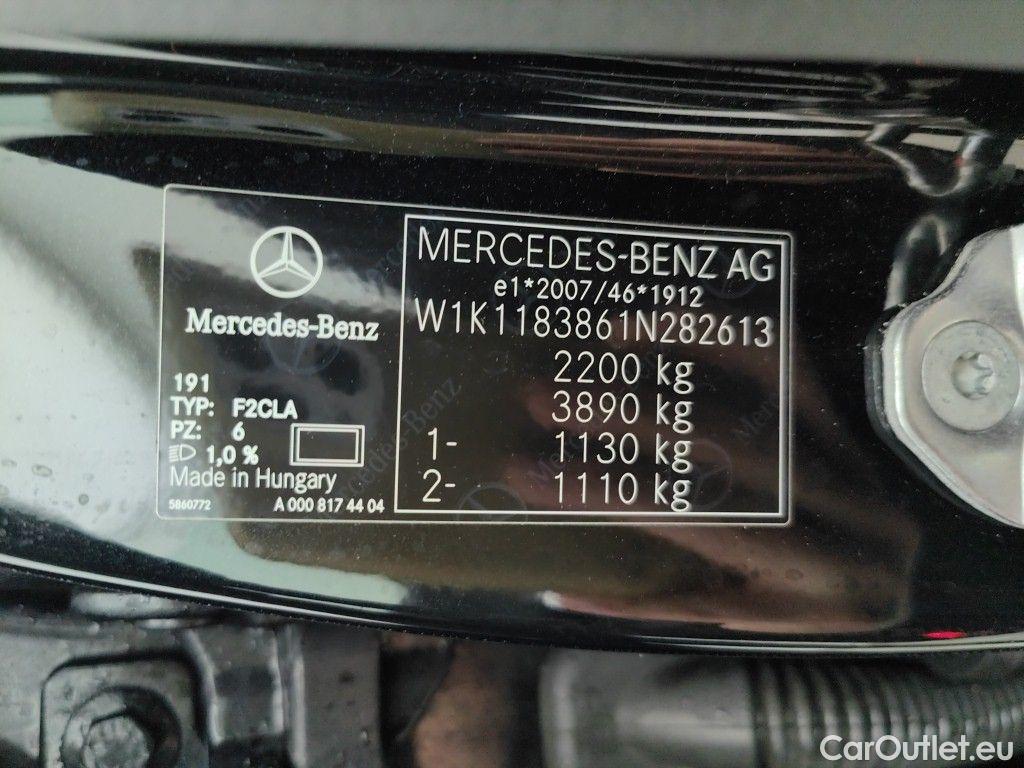 Mercedes-Benz
191
TYP: F2CLA
PZ: 6
1,0 %
Made in Hungary
5860772 A 000 817 44 04
MERCEDES-BENZ AG
e1*2007/46*1912
W1K1183861N282613
2200 kg
3890 kg
1- 1130 kg
2- 1110 kg
CarOutlet.eu